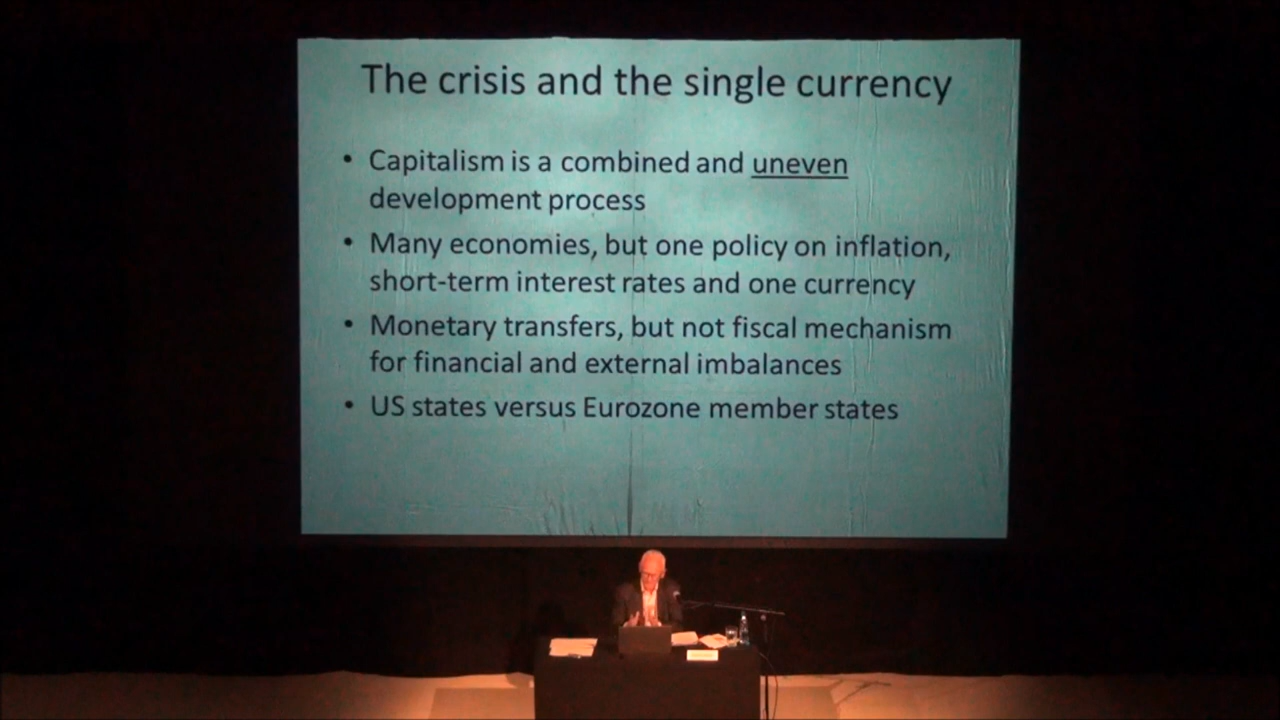 The crisis and the single currency
• Capitalism is a combined and uneven
development process
• Many economies, but one policy on inflation,
short-term interest rates and one currency
• Monetary transfers, but not fiscal mechanism
for financial and external imbalances
• US states versus Eurozone member states